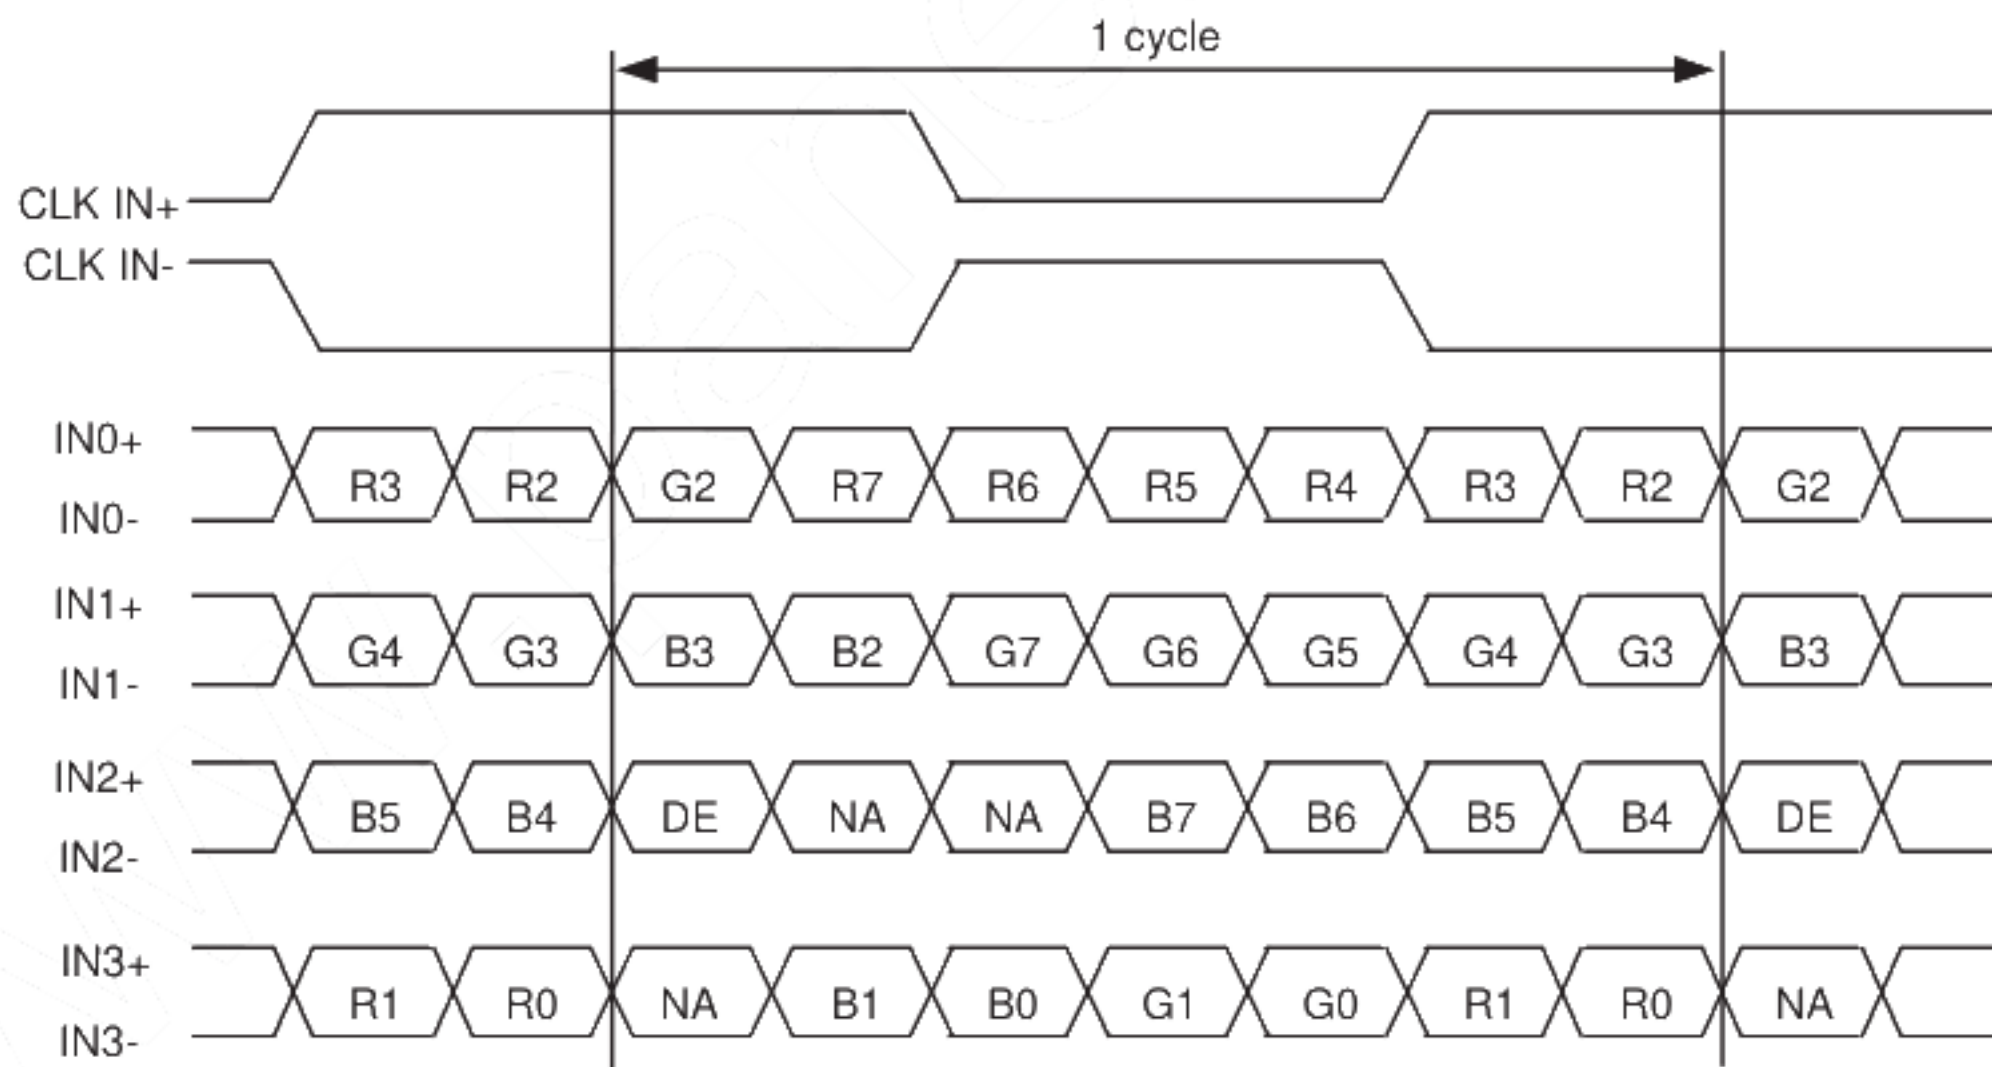 1 cycle
CLK IN+
CLK IN-
IN0+
R3 R2 G2 R7 R6 R5 R4 R3 R2 G2
IN0-
IN1+
G4 G3 B3 B2 G7 G6 G5 G4 G3 B3
IN1-
IN2+
B5 B4 DE NA NA B7 B6 B5 B4 DE
IN2-
IN3+
R1 R0 NA B1 B0 G1 G0 R1 R0 NA
IN3-